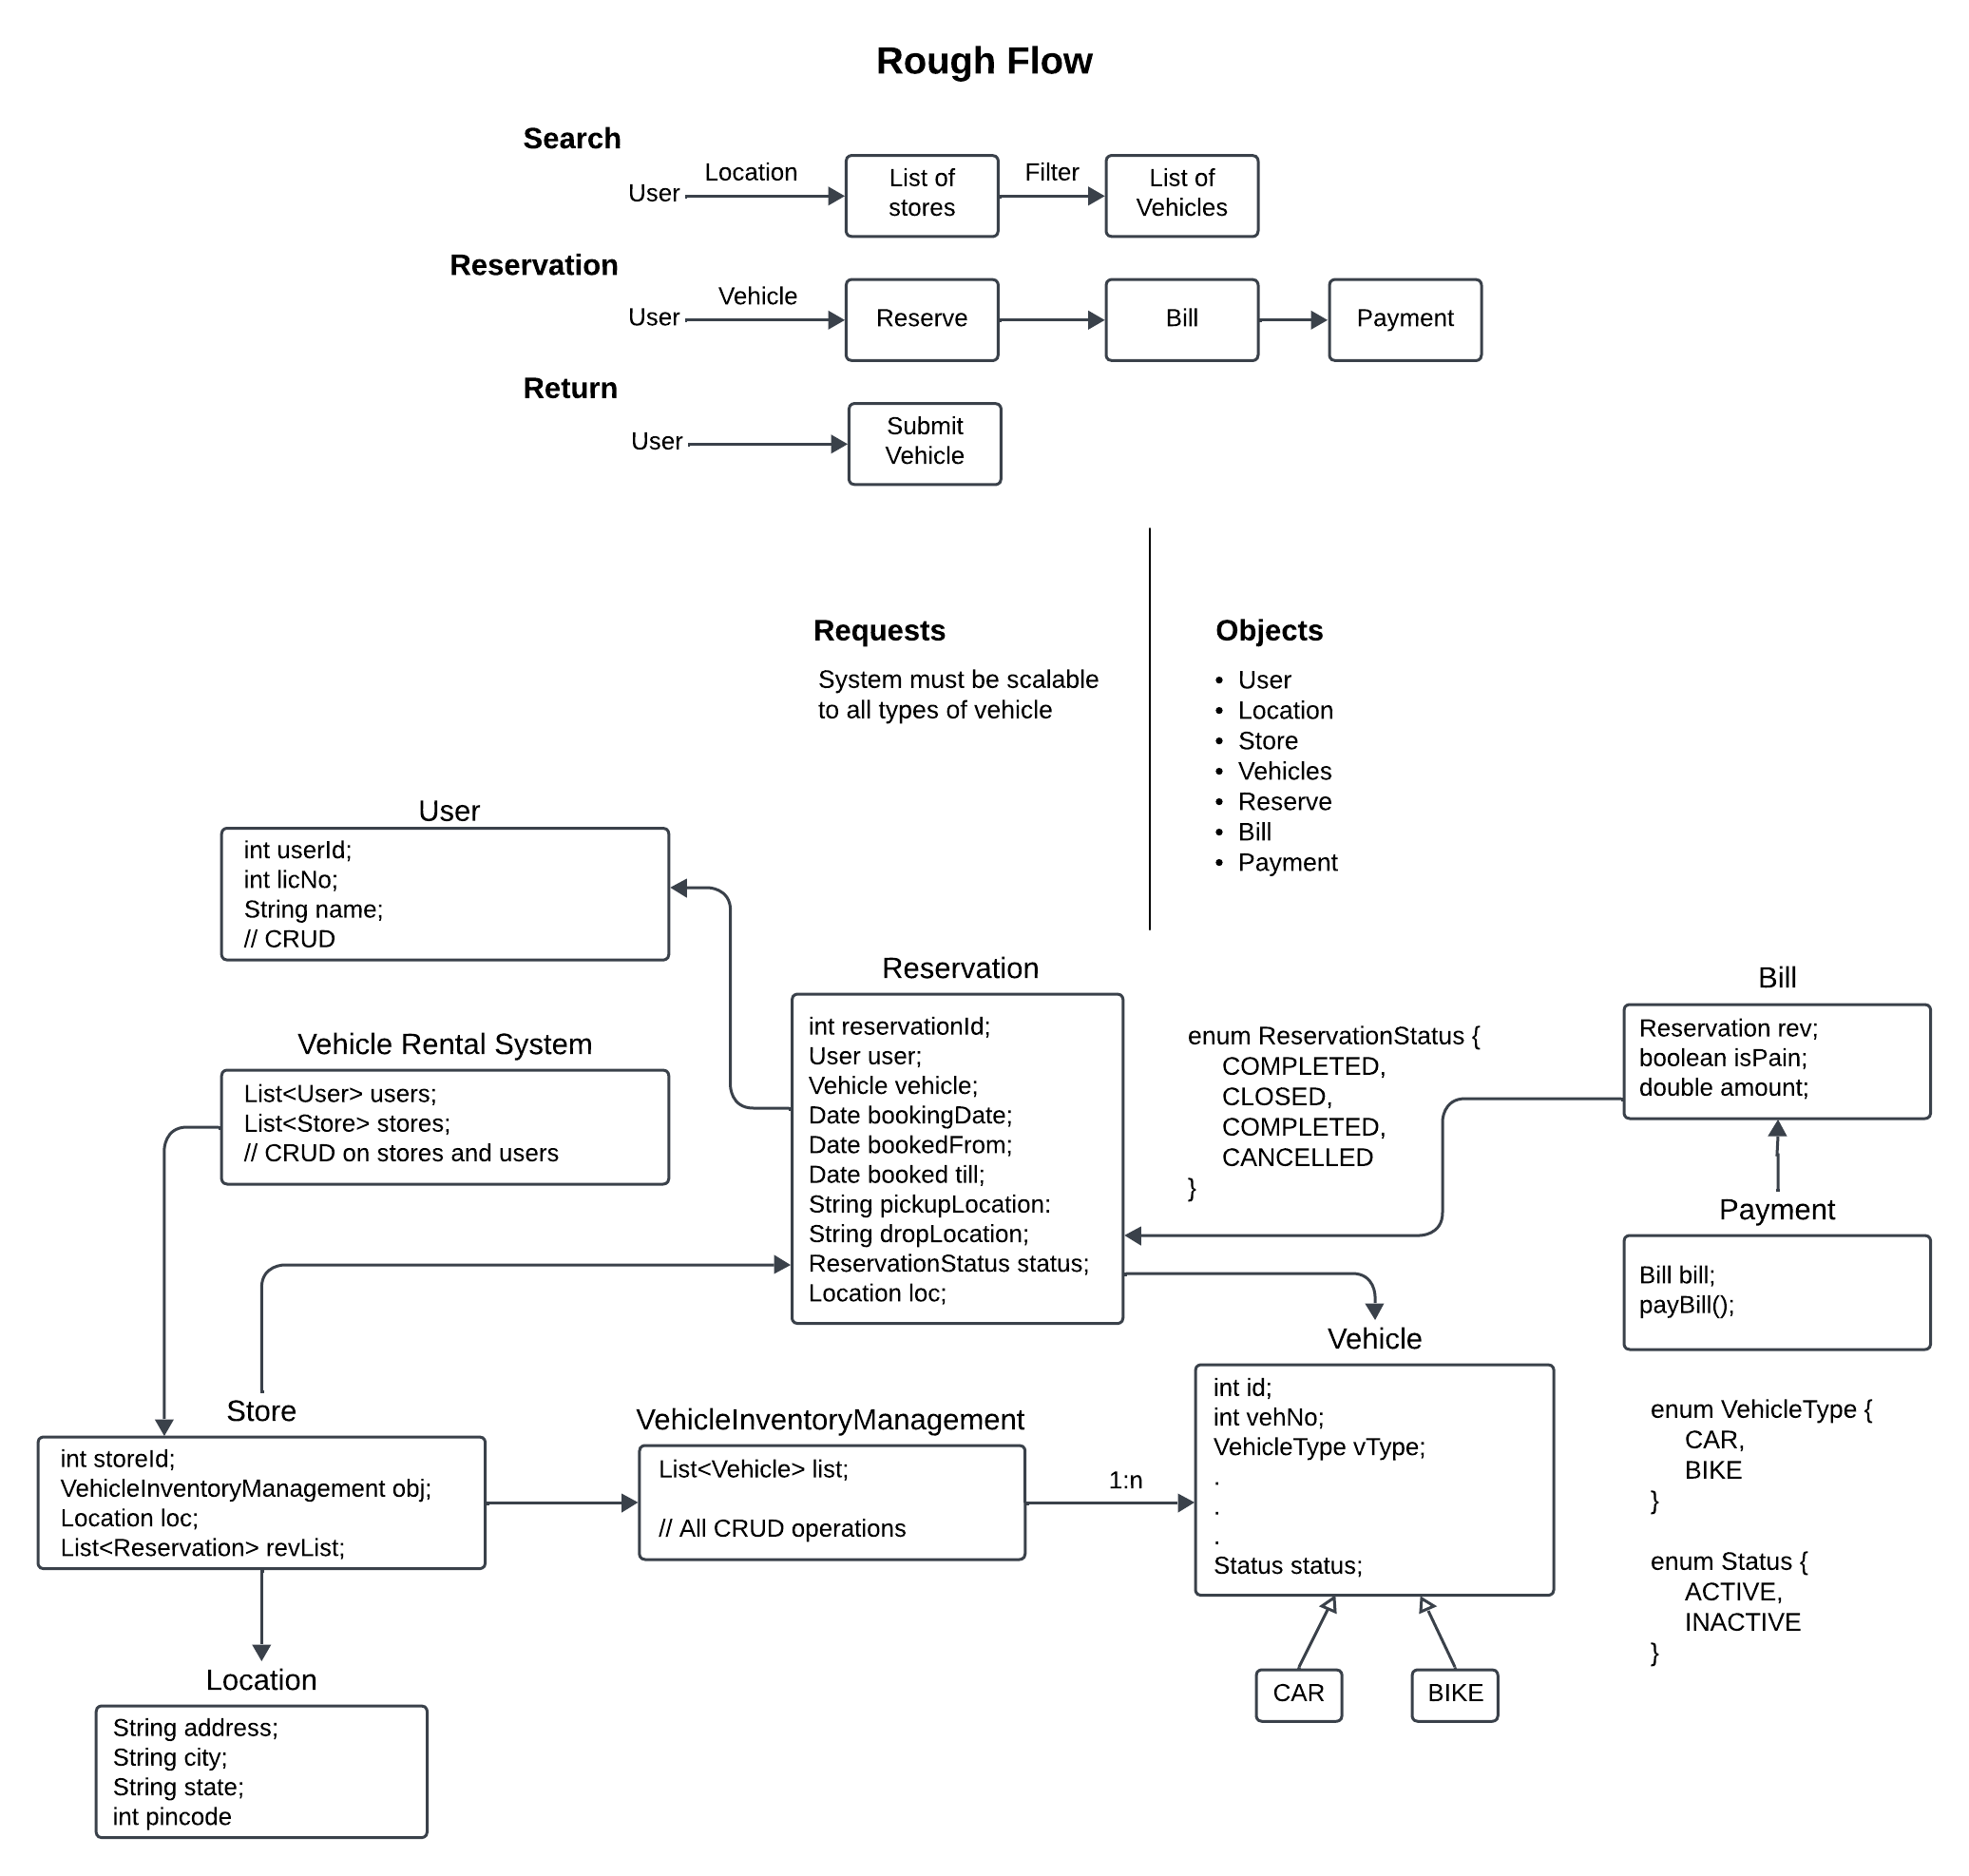 Rough Flow
Search
User
Location
List of
stores
Filter
List of
Vehicles
Reservation
User
Vehicle
Reserve
Bill
Payment
Return
User
Submit
Vehicle
Requests
System must be scalable
to all types of vehicle
Objects
• User
• Location
• Store
• Vehicles
• Reserve
• Bill
• Payment
User
int userId;
int licNo;
String name;
// CRUD
Vehicle Rental System
List<User> users;
List<Store> stores;
// CRUD on stores and users
Reservation
int reservationId;
User user;
Vehicle vehicle;
Date bookingDate;
Date bookedFrom;
Date booked till;
String pickupLocation:
String dropLocation;
ReservationStatus status;
Location loc;
enum ReservationStatus {
COMPLETED,
CLOSED,
COMPLETED,
CANCELLED
}
Bill
Reservation rev;
boolean isPain;
double amount;
Payment
Bill bill;
payBill();
Store
int storeId;
VehicleInventoryManagement obj;
Location loc;
List<Reservation> revList;
VehicleInventoryManagement
List<Vehicle> list;
// All CRUD operations
1:n
Vehicle
int id;
int vehNo;
VehicleType vType;
.
.
.
Status status;
CAR
BIKE
enum VehicleType {
CAR,
BIKE
}
enum Status {
ACTIVE,
INACTIVE
}
Location
String address;
String city;
String state;
int pincode